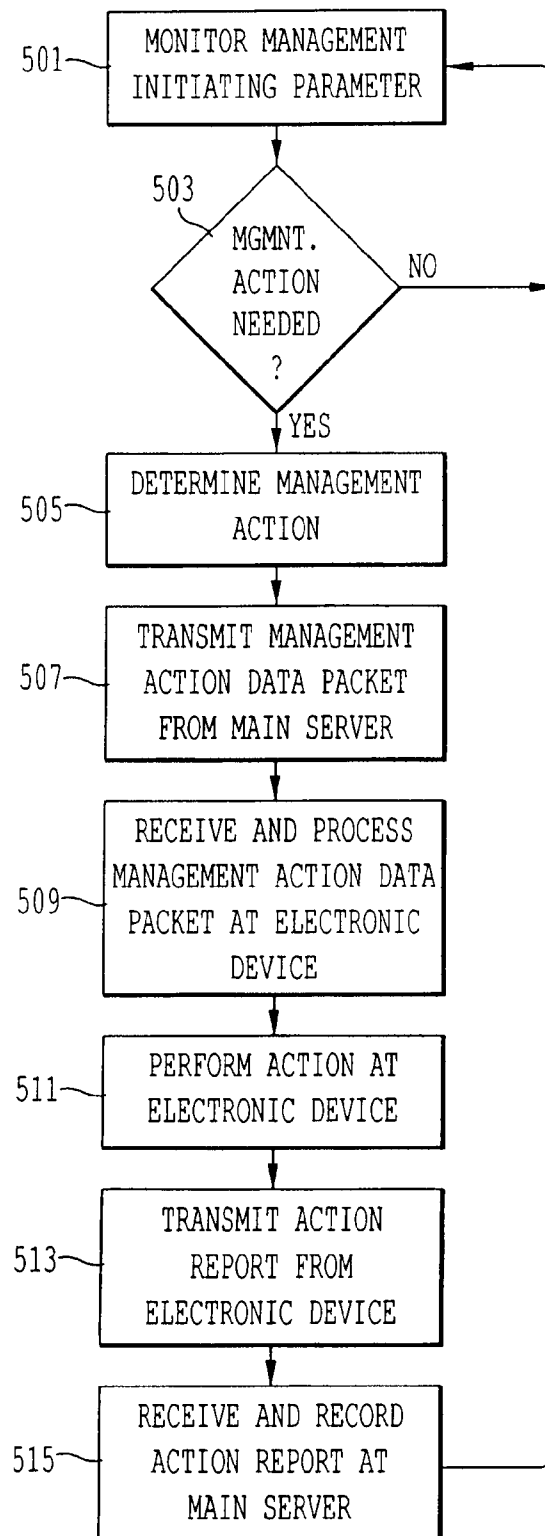 501
MONITOR MANAGEMENT
INITIATING PARAMETER
503
MGMNT.
ACTION
NEEDED
?
NO
YES
505
DETERMINE MANAGEMENT
ACTION
507
TRANSMIT MANAGEMENT
ACTION DATA PACKET
FROM MAIN SERVER
509
RECEIVE AND PROCESS
MANAGEMENT ACTION DATA
PACKET AT ELECTRONIC
DEVICE
511
PERFORM ACTION AT
ELECTRONIC DEVICE
513
TRANSMIT ACTION
REPORT FROM
ELECTRONIC DEVICE
515
RECEIVE AND RECORD
ACTION REPORT AT
MAIN SERVER